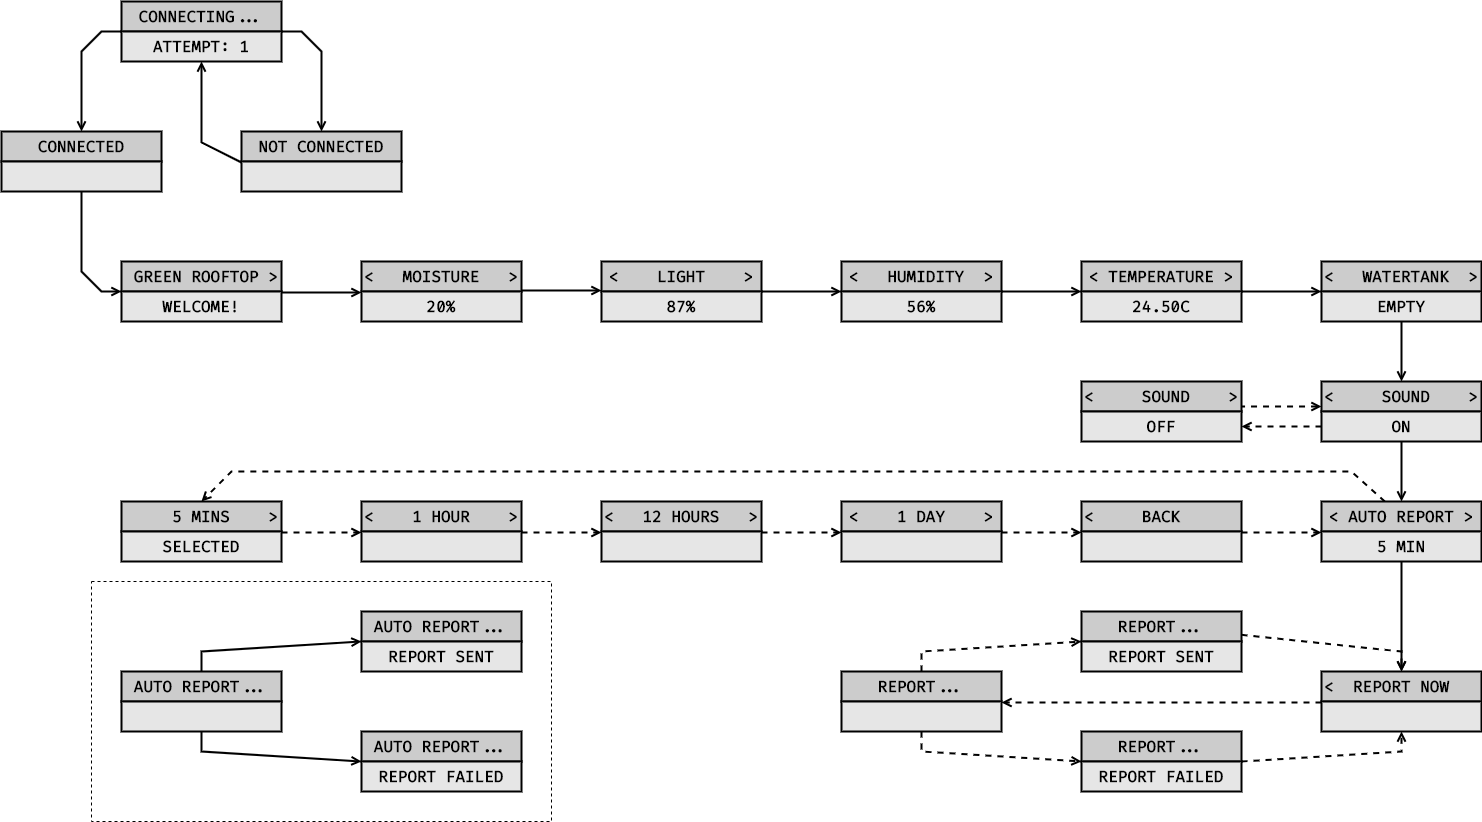 CONNECTING...
ATTEMPT: 1
CONNECTED
NOT CONNECTED
GREEN ROOFTOP >
WELCOME!
< MOISTURE >
20%
< LIGHT >
87%
< HUMIDITY >
56%
< TEMPERATURE >
24.50C
< WATERTANK >
EMPTY
< SOUND >
OFF
< SOUND >
ON
5 MINS >
SELECTED
< 1 HOUR >
< 12 HOURS >
< 1 DAY >
< BACK
< AUTO REPORT >
5 MIN
AUTO REPORT...
AUTO REPORT...
REPORT SENT
AUTO REPORT...
REPORT FAILED
REPORT...
REPORT...
REPORT SENT
REPORT...
REPORT FAILED
< REPORT NOW